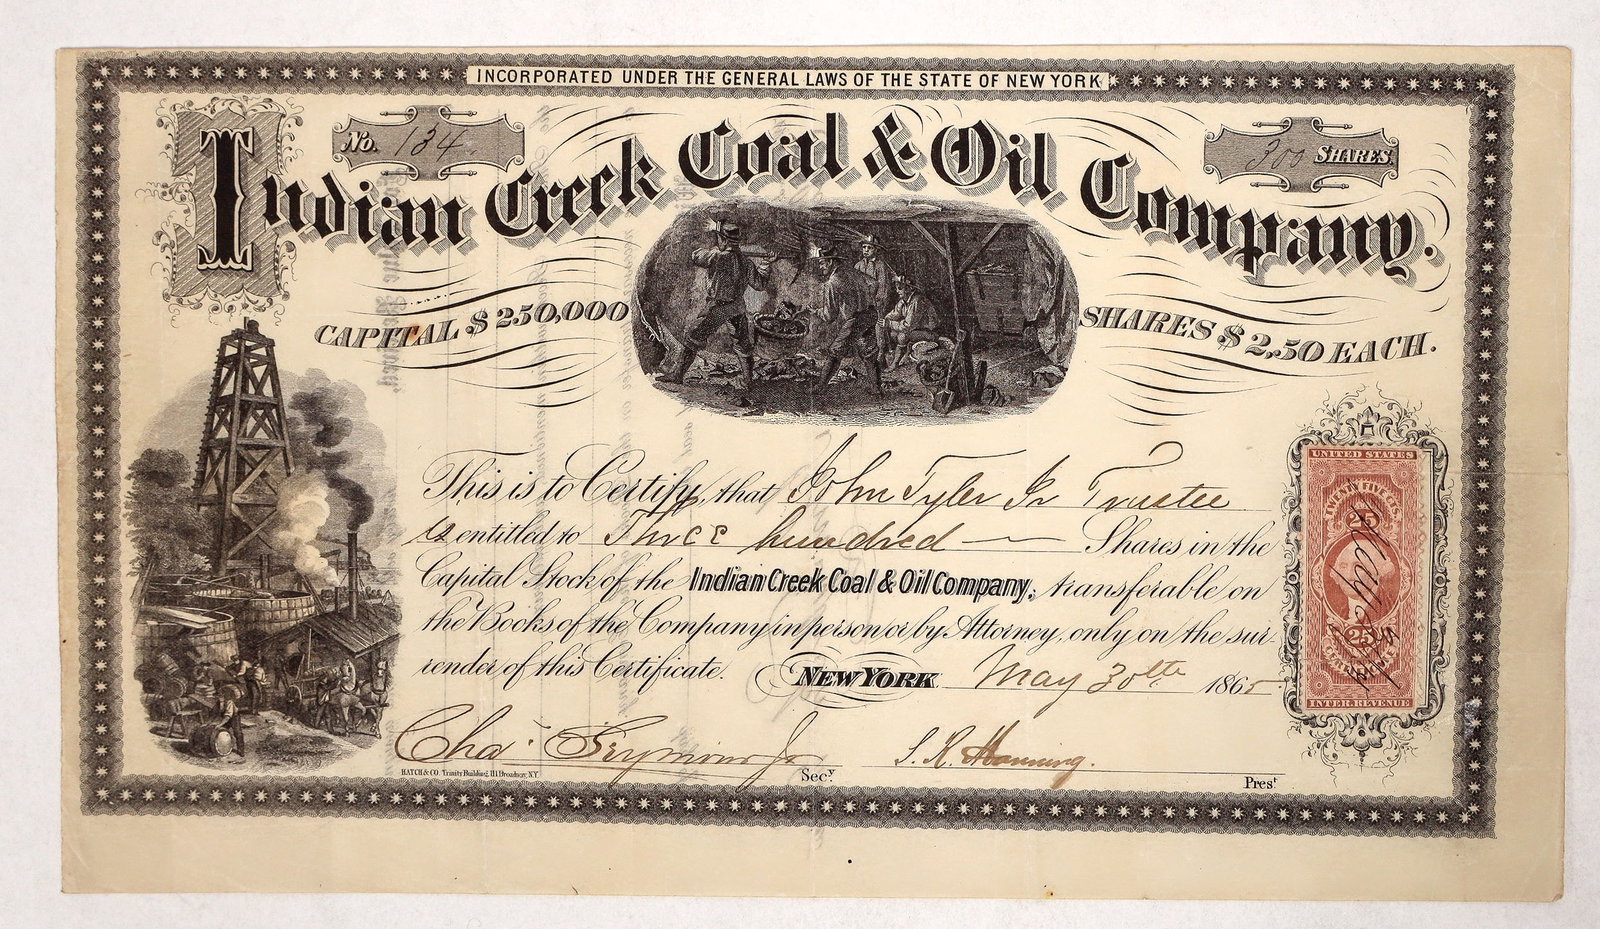 INCORPORATED UNDER THE GENERAL LAWS OF THE STATE OF NEW YORK
No. 134.
300 SHARES.
Indian Creek Coal & Oil Company.
CAPITAL $250,000
SHARES $2,50 EACH.
This is to Certify, that John Tyler Jr Trustee
is entitled to Three hundred Shares in the
Capital Stock of the Indian Creek Coal & Oil Company, transferable on
the Books of the Company in person or by Attorney, only on the sur-
render of this Certificate. NEW YORK May 30th 1865
Chas. Seymour Jr Secy.
S. R. Manning. Prest
HATCH & CO. Trinity Building, 111 Broadway, N.Y.
UNITED STATES
TWENTY FIVE CTS.
25
25
CERTIFICATE
INTER. REVENUE